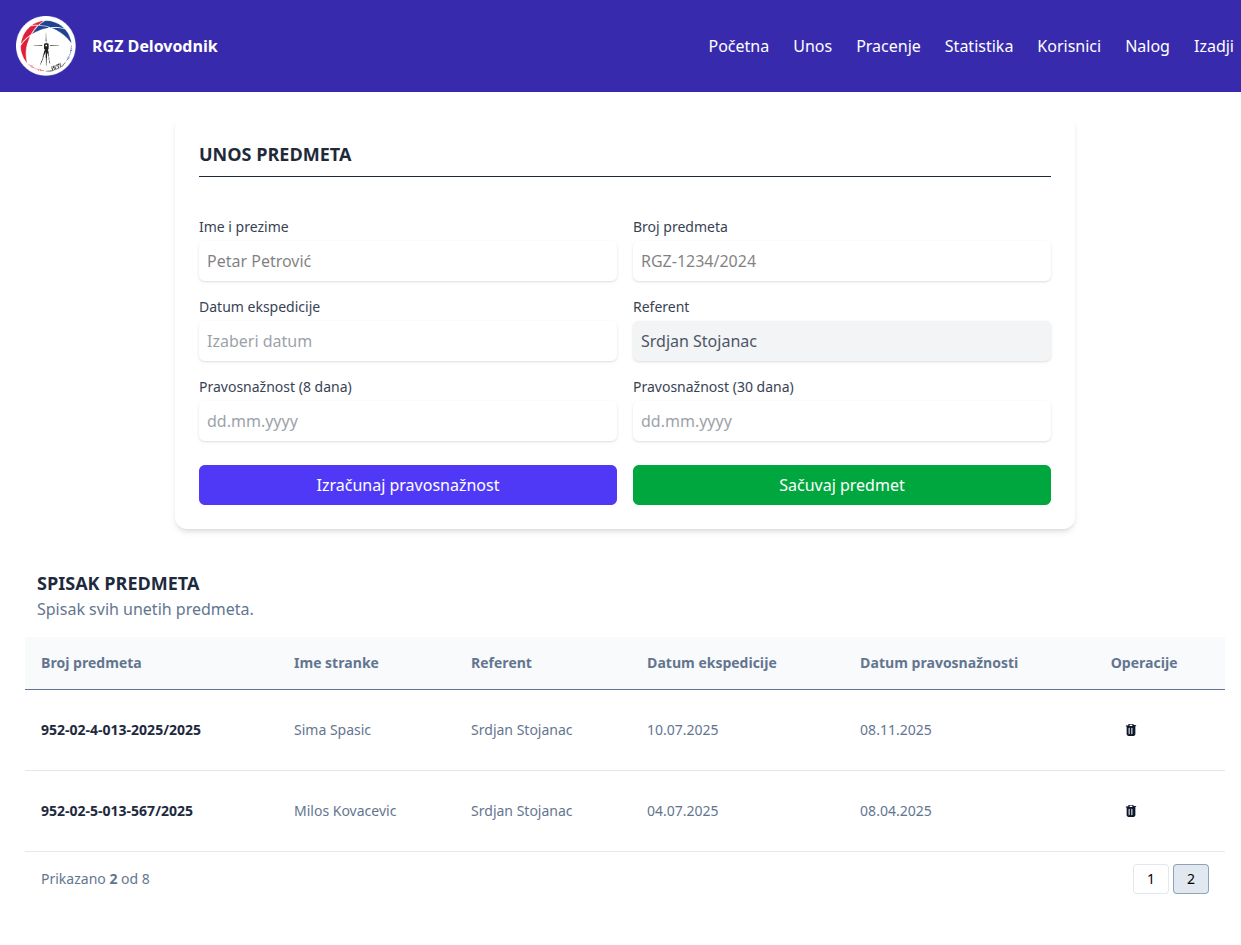 RGZ Delovodnik
Početna Unos Pracenje Statistika Korisnici Nalog Izadji
UNOS PREDMETA
Ime i prezime Broj predmeta
Petar Petrović RGZ-1234/2024
Datum ekspedicije Referent
Izaberi datum Srdjan Stojanac
Pravosnažnost (8 dana) Pravosnažnost (30 dana)
dd.mm.yyyy dd.mm.yyyy
Izračunaj pravosnažnost Sačuvaj predmet
SPISAK PREDMETA
Spisak svih unetih predmeta.
Broj predmeta Ime stranke Referent Datum ekspedicije Datum pravosnažnosti Operacije
952-02-4-013-2025/2025 Sima Spasic Srdjan Stojanac 10.07.2025 08.11.2025
952-02-5-013-567/2025 Milos Kovacevic Srdjan Stojanac 04.07.2025 08.04.2025
Prikazano 2 od 8 1 2